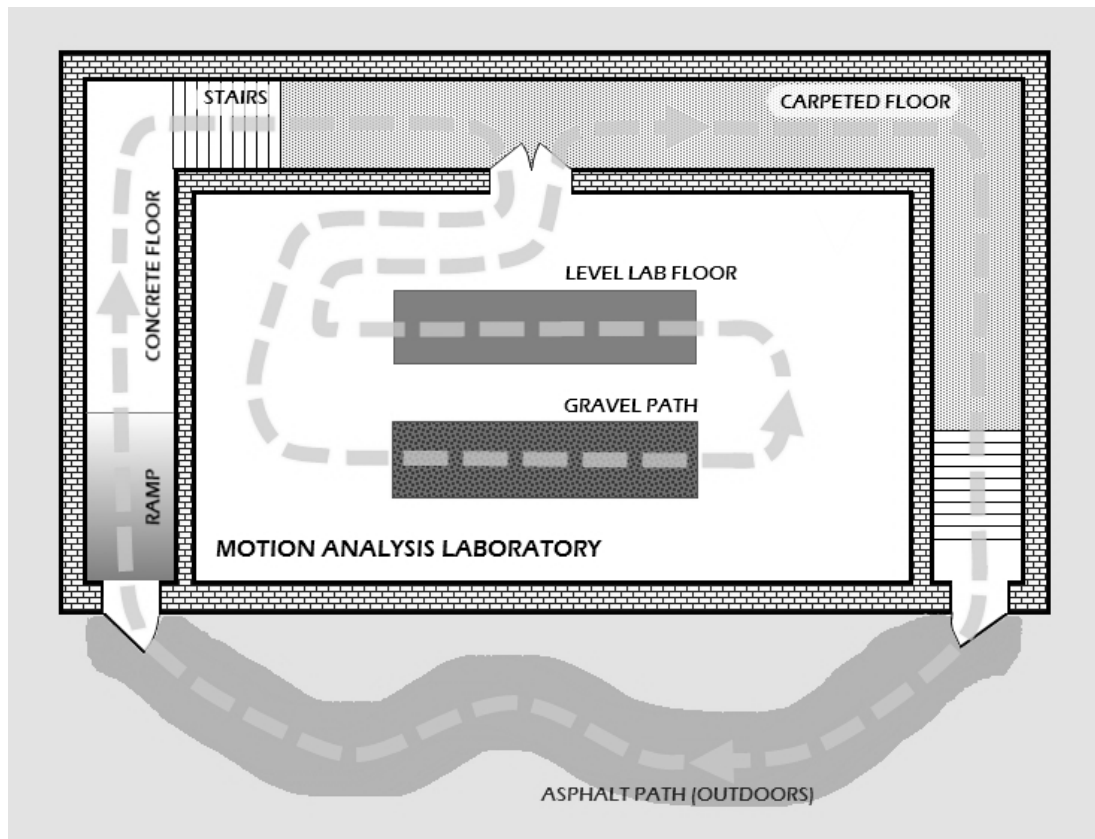 STAIRS
CARPETED FLOOR
CONCRETE FLOOR
LEVEL LAB FLOOR
GRAVEL PATH
RAMP
MOTION ANALYSIS LABORATORY
ASPHALT PATH (OUTDOORS)